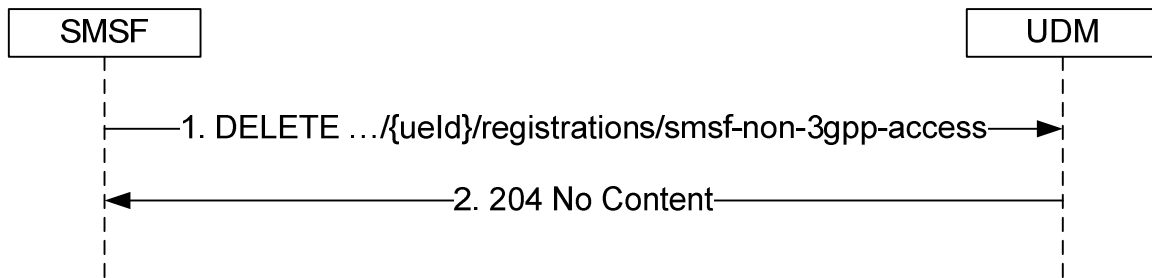 SMSF
UDM
1. DELETE …/{ueId}/registrations/smsf-non-3gpp-access
2. 204 No Content